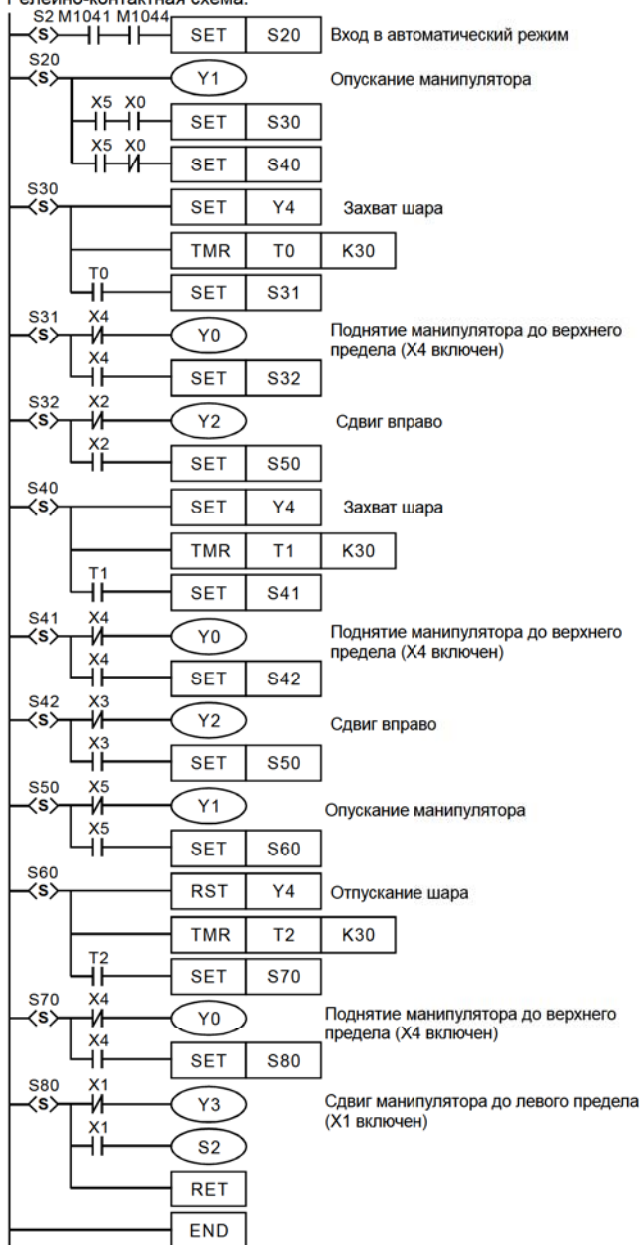 Релейно-контактная схема:
S2 M1041 M1044
S SET S20 Вход в автоматический режим
S20
S Y1 Опускание манипулятора
X5 X0
SET S30
X5 X0
SET S40
S30
S SET Y4 Захват шара
TMR T0 K30
T0
SET S31
S31 X4
S Y0 Поднятие манипулятора до верхнего
предела (X4 включен)
X4
SET S32
S32 X2
S Y2 Сдвиг вправо
X2
SET S50
S40
S SET Y4 Захват шара
TMR T1 K30
T1
SET S41
S41 X4
S Y0 Поднятие манипулятора до верхнего
предела (X4 включен)
X4
SET S42
S42 X3
S Y2 Сдвиг вправо
X3
SET S50
S50 X5
S Y1 Опускание манипулятора
X5
SET S60
S60
S RST Y4 Отпускание шара
TMR T2 K30
T2
SET S70
S70 X4
S Y0 Поднятие манипулятора до верхнего
предела (X4 включен)
X4
SET S80
S80 X1
S Y3 Сдвиг манипулятора до левого предела
(X1 включен)
X1
S2
RET
END